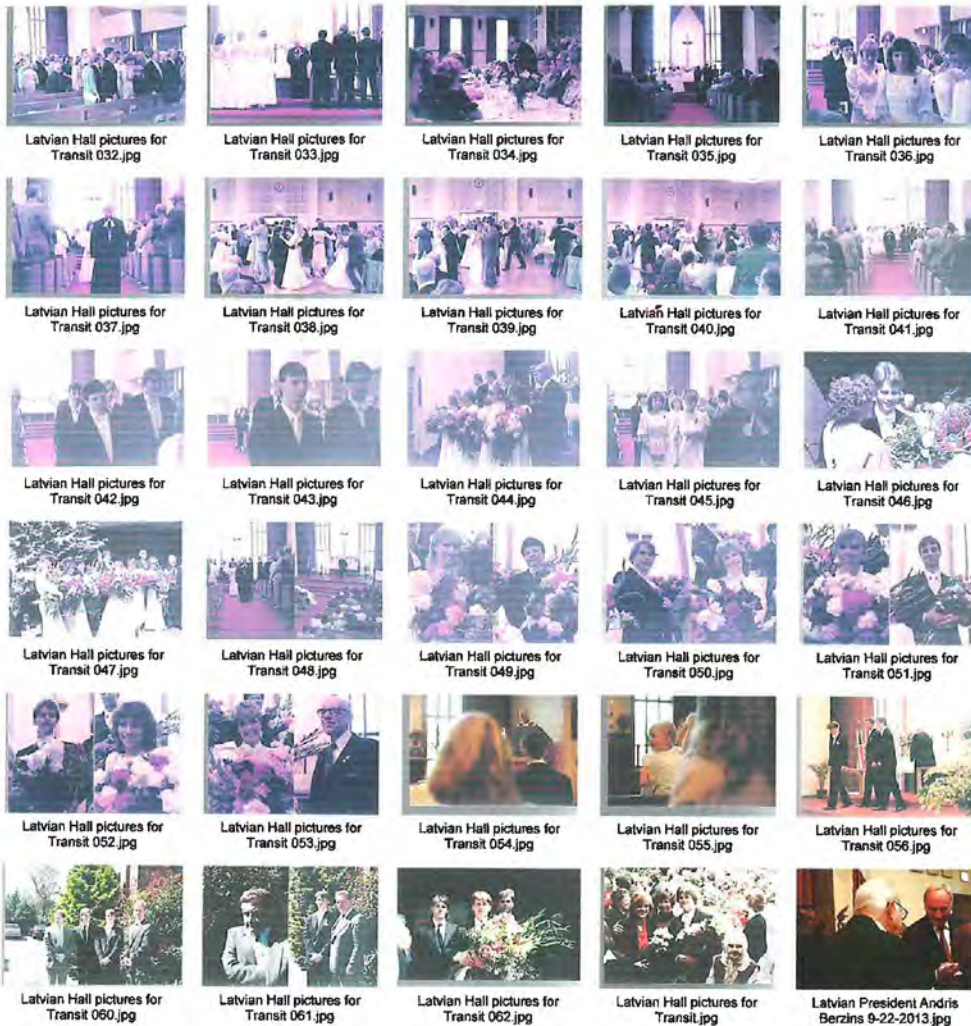 Latvian Hall pictures for
Transit 032.jpg
Latvian Hall pictures for
Transit 033.jpg
Latvian Hall pictures for
Transit 034.jpg
Latvian Hall pictures for
Transit 035.jpg
Latvian Hall pictures for
Transit 036.jpg
Latvian Hall pictures for
Transit 037.jpg
Latvian Hall pictures for
Transit 038.jpg
Latvian Hall pictures for
Transit 039.jpg
Latvian Hall pictures for
Transit 040.jpg
Latvian Hall pictures for
Transit 041.jpg
Latvian Hall pictures for
Transit 042.jpg
Latvian Hall pictures for
Transit 043.jpg
Latvian Hall pictures for
Transit 044.jpg
Latvian Hall pictures for
Transit 045.jpg
Latvian Hall pictures for
Transit 046.jpg
Latvian Hall pictures for
Transit 047.jpg
Latvian Hall pictures for
Transit 048.jpg
Latvian Hall pictures for
Transit 049.jpg
Latvian Hall pictures for
Transit 050.jpg
Latvian Hall pictures for
Transit 051.jpg
Latvian Hall pictures for
Transit 052.jpg
Latvian Hall pictures for
Transit 053.jpg
Latvian Hall pictures for
Transit 054.jpg
Latvian Hall pictures for
Transit 055.jpg
Latvian Hall pictures for
Transit 056.jpg
Latvian Hall pictures for
Transit 060.jpg
Latvian Hall pictures for
Transit 061.jpg
Latvian Hall pictures for
Transit 062.jpg
Latvian Hall pictures for
Transit.jpg
Latvian President Andris
Berzins 9-22-2013.jpg